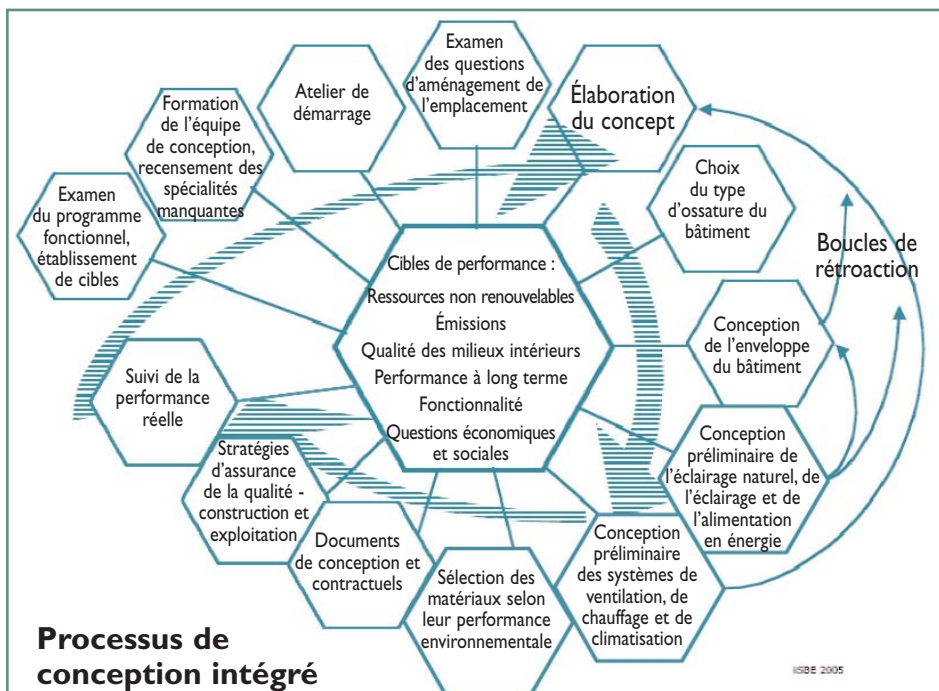 Examen
du programme
fonctionnel,
établissement
de cibles
Formation
de l'équipe
de conception,
recensement des
spécialités
manquantes
Atelier de
démarrage
Examen
des questions
d'aménagement de
l'emplacement
Élaboration
du concept
Choix
du type
d'ossature du
bâtiment
Boucles de
rétroaction
Conception
de l'enveloppe
du bâtiment
Conception
préliminaire de
l'éclairage naturel, de
l'éclairage et de
l'alimentation
en énergie
Conception
préliminaire
des systèmes de
ventilation, de
chauffage et de
climatisation
Sélection des
matériaux selon
leur performance
environnementale
Documents
de conception et
contractuels
Stratégies
d'assurance
de la qualité -
construction et
exploitation
Suivi de la
performance
réelle
Cibles de performance :
Ressources non renouvelables
Émissions
Qualité des milieux intérieurs
Performance à long terme
Fonctionnalité
Questions économiques
et sociales
Processus de
conception intégré
iiSBE 2005